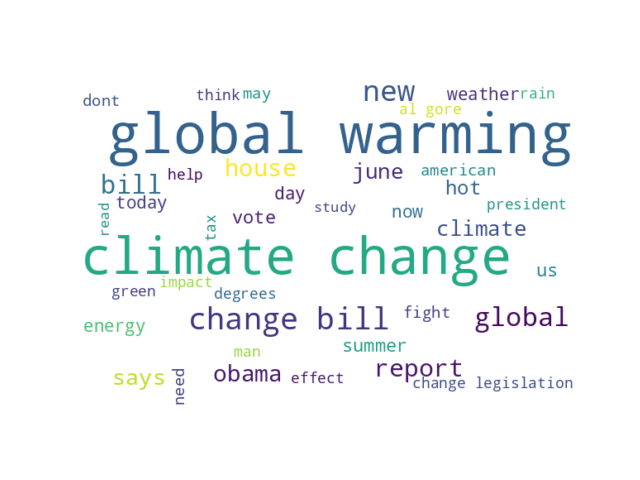 new
dont think may weather rain
al gore
global warming
house
june american
help
bill hot
day
today president
read study now
vote
tax climate
climate change
us
impact
green degrees
fight
change bill global
energy
summer
man
report
obama
says effect
need change legislation